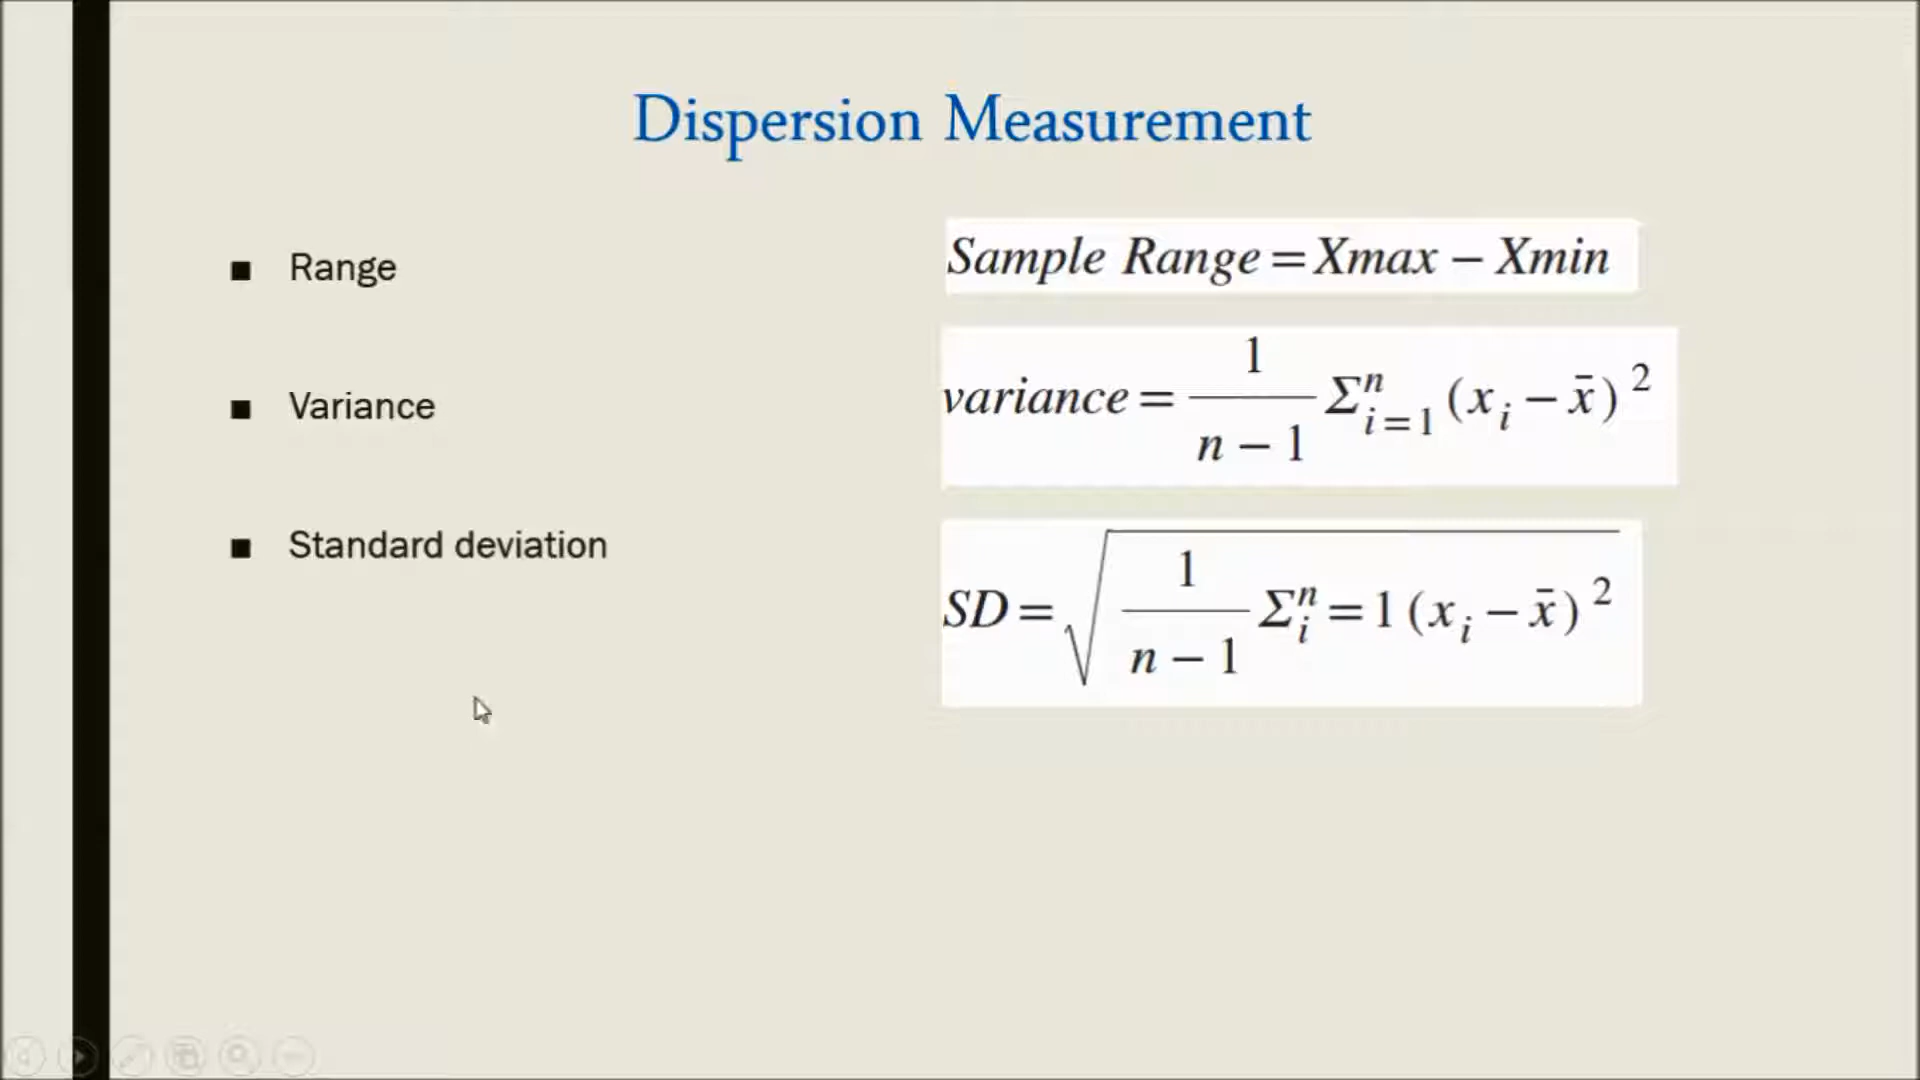 Dispersion Measurement
■ Range
Sample Range = Xmax − Xmin
■ Variance
variance = 1/(n − 1) Σⁿᵢ₌₁ (xᵢ − x̄)²
■ Standard deviation
SD = √(1/(n − 1) Σⁿᵢ = 1 (xᵢ − x̄)²)